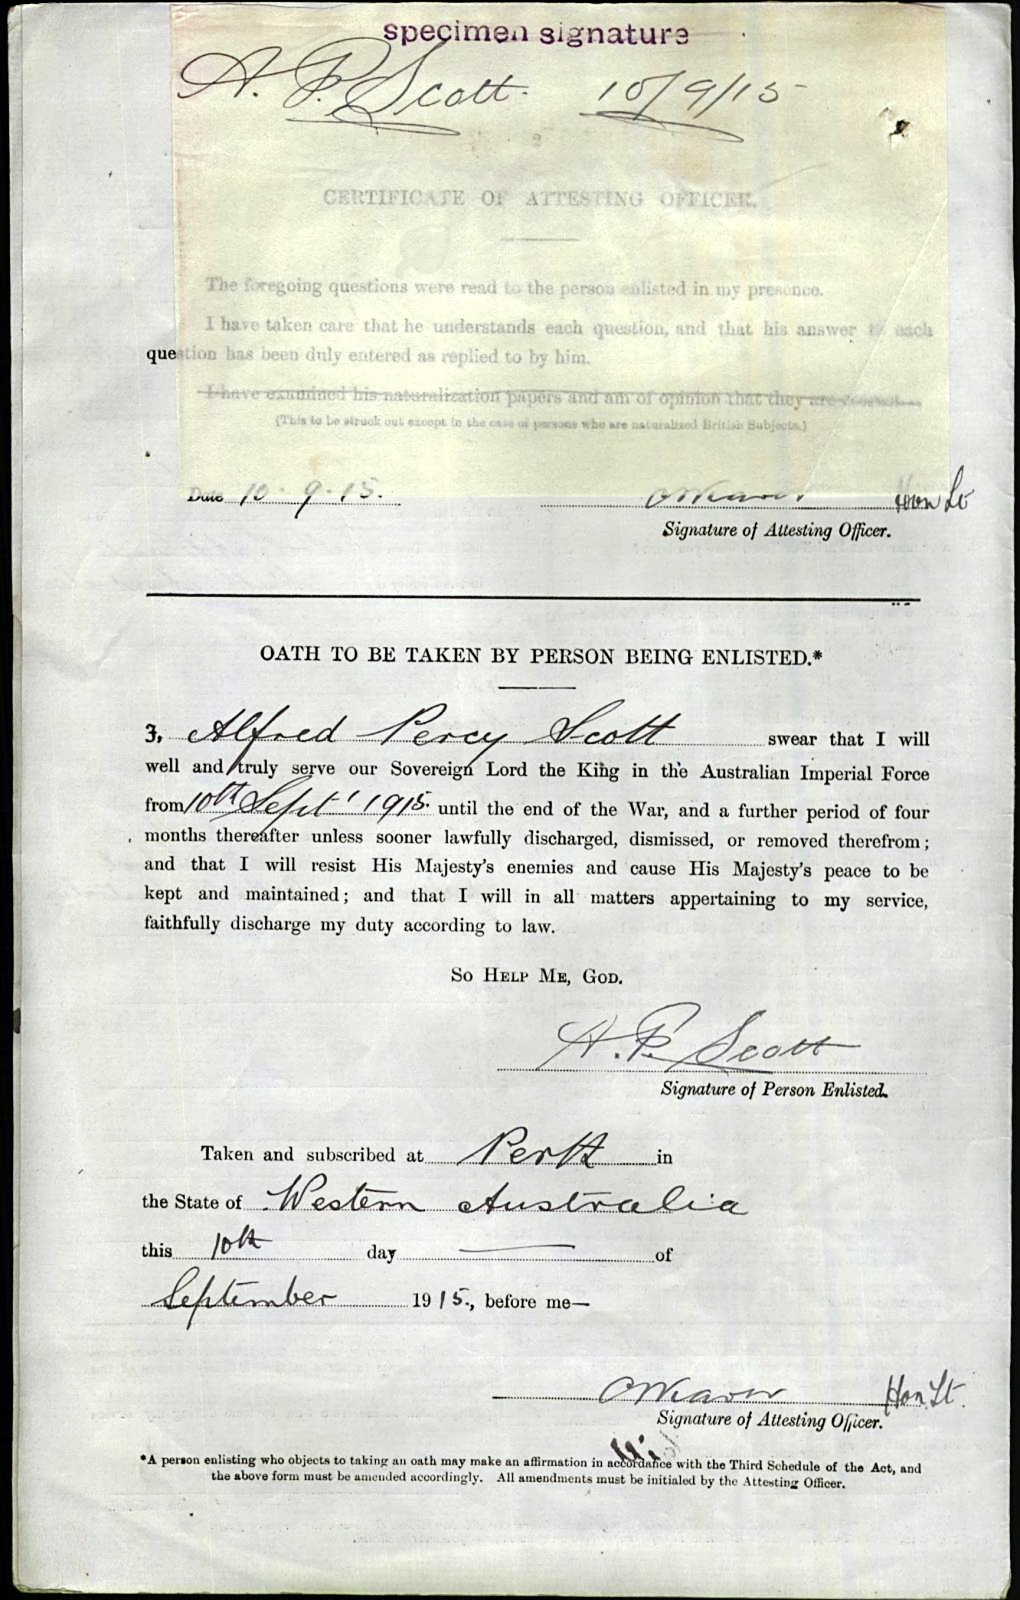 specimen signature
A. P. Scott. 10/9/15
2
CERTIFICATE OF ATTESTING OFFICER.
The foregoing questions were read to the person enlisted in my presence.
I have taken care that he understands each question, and that his answer to each
question has been duly entered as replied to by him.
I have examined his naturalization papers and am of opinion that they are
(This to be struck out except in the case of persons who are naturalized British Subjects.)
Date 10.9.15. Hon Lt
Signature of Attesting Officer.
OATH TO BE TAKEN BY PERSON BEING ENLISTED.*
I, Alfred Percy Scott swear that I will
well and truly serve our Sovereign Lord the King in the Australian Imperial Force
from 10th Sept' 1915. until the end of the War, and a further period of four
months thereafter unless sooner lawfully discharged, dismissed, or removed therefrom;
and that I will resist His Majesty's enemies and cause His Majesty's peace to be
kept and maintained; and that I will in all matters appertaining to my service,
faithfully discharge my duty according to law.
So Help Me, God.
A. P. Scott
Signature of Person Enlisted.
Taken and subscribed at Perth in
the State of Western Australia
this 10th day of
September 1915., before me—
Weaver Hon. Lt.
Signature of Attesting Officer.
*A person enlisting who objects to taking an oath may make an affirmation in accordance with the Third Schedule of the Act, and
the above form must be amended accordingly. All amendments must be initialed by the Attesting Officer.